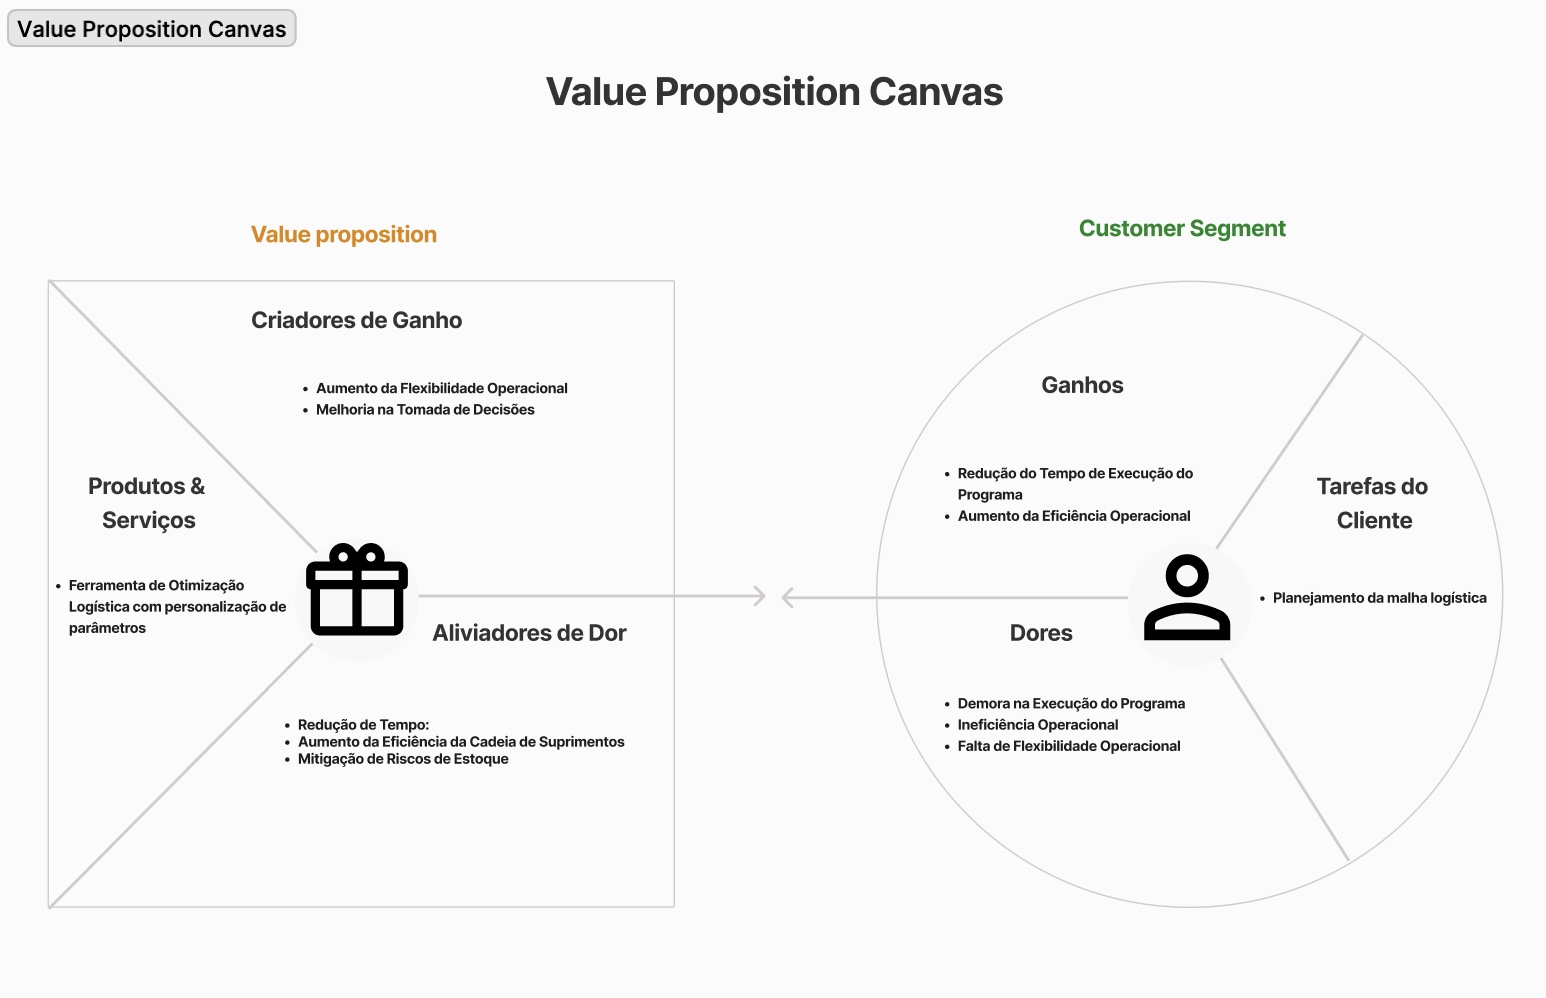 Value Proposition Canvas
Value Proposition Canvas
Value proposition
Criadores de Ganho
• Aumento da Flexibilidade Operacional
• Melhoria na Tomada de Decisões
Produtos &
Serviços
• Ferramenta de Otimização
Logística com personalização de
parâmetros
Aliviadores de Dor
• Redução de Tempo:
• Aumento da Eficiência da Cadeia de Suprimentos
• Mitigação de Riscos de Estoque
Customer Segment
Ganhos
• Redução do Tempo de Execução do
Programa
• Aumento da Eficiência Operacional
Tarefas do
Cliente
• Planejamento da malha logística
Dores
• Demora na Execução do Programa
• Ineficiência Operacional
• Falta de Flexibilidade Operacional